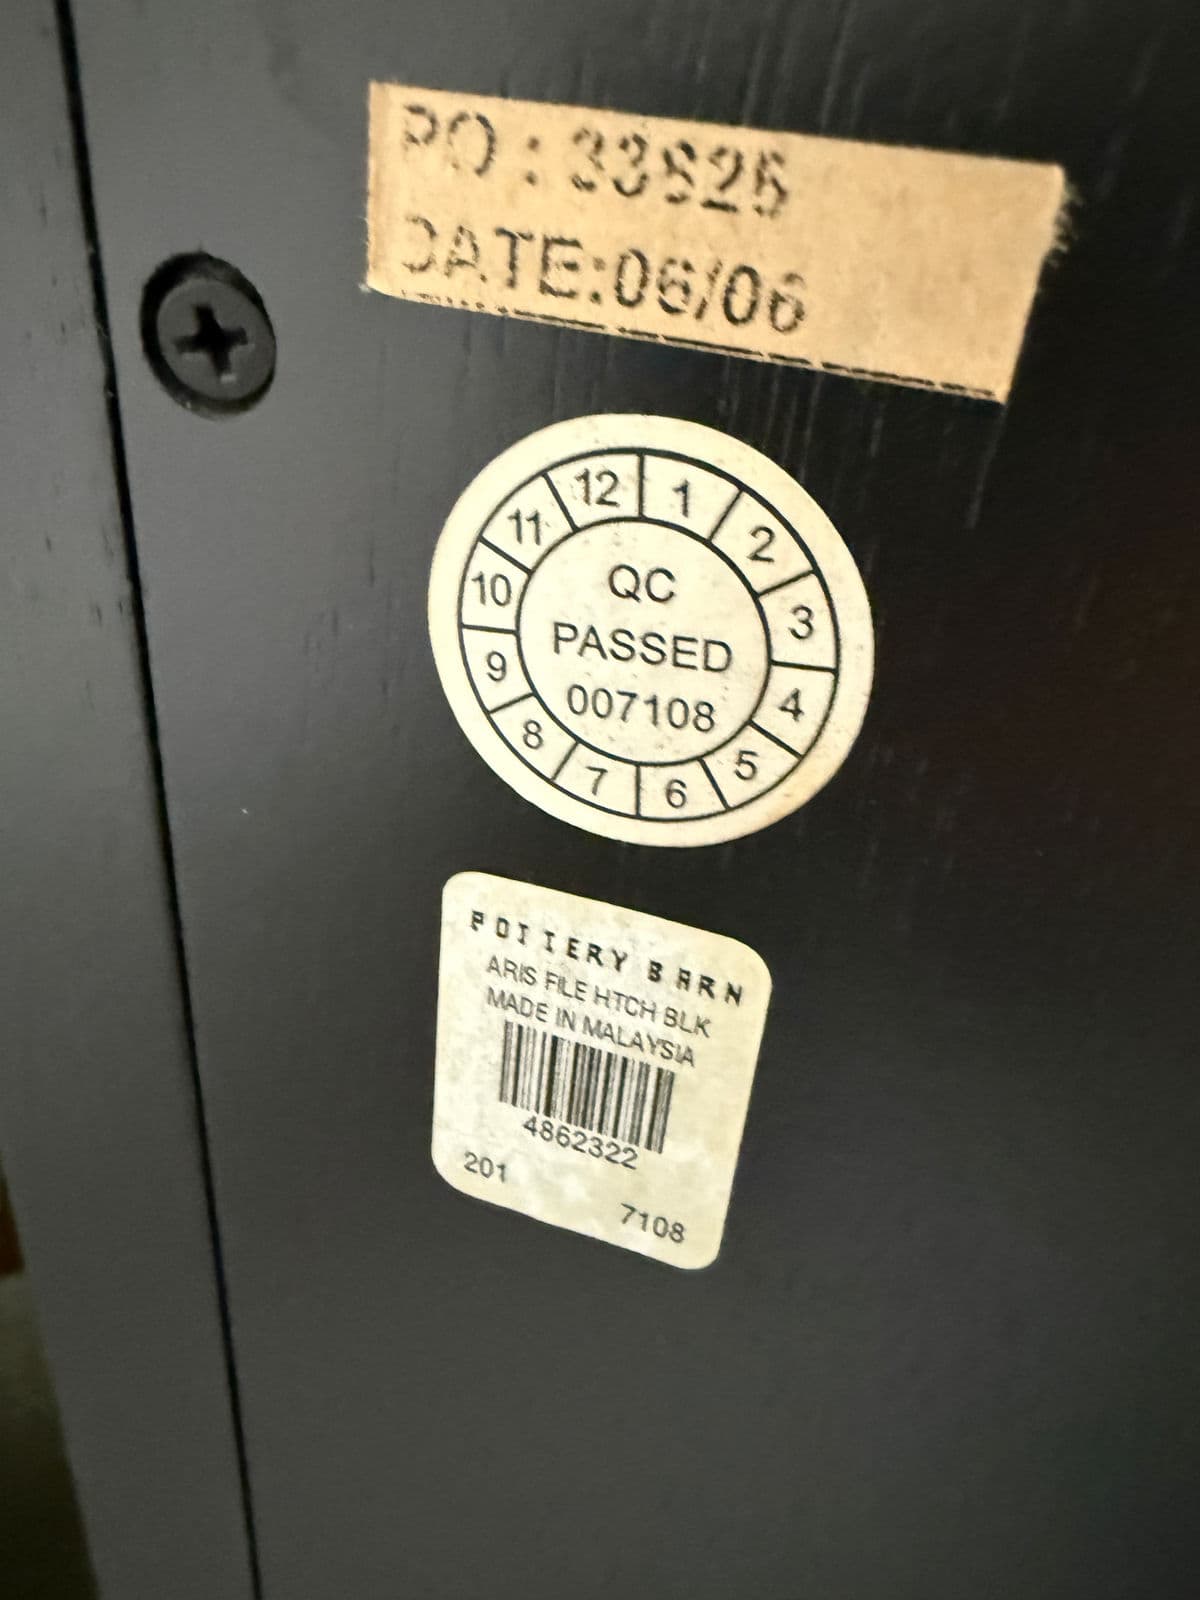 PO : 33825
DATE:06/06
12 1 2 3 4 5 6 7 8 9 10 11
QC
PASSED
007108
POTTERY BARN
ARIS FILE HTCH BLK
MADE IN MALAYSIA
4862322
201
7108